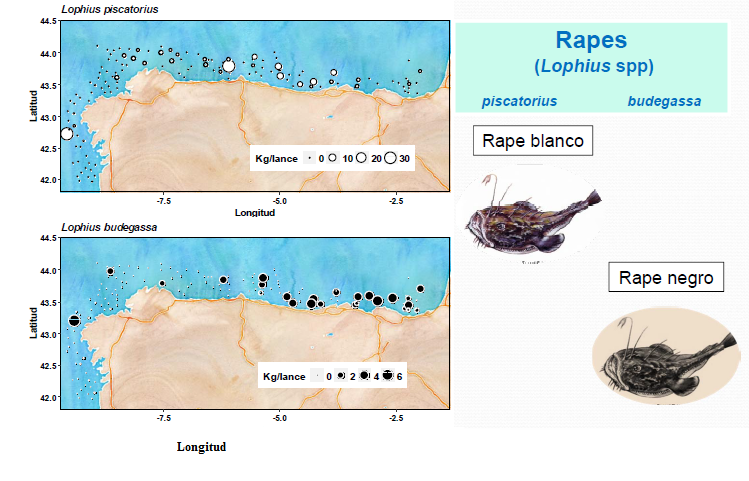 Lophius piscatorius
44.5
44.0
43.5
43.0
42.5
42.0
Latitud
Kg/lance 0 10 20 30
-7.5 -5.0 -2.5
Longitud
Lophius budegassa
44.5
44.0
43.5
43.0
42.5
42.0
Latitud
Kg/lance 0 2 4 6
-7.5 -5.0 -2.5
Longitud
Rapes
(Lophius spp)
piscatorius budegassa
Rape blanco
Rape negro